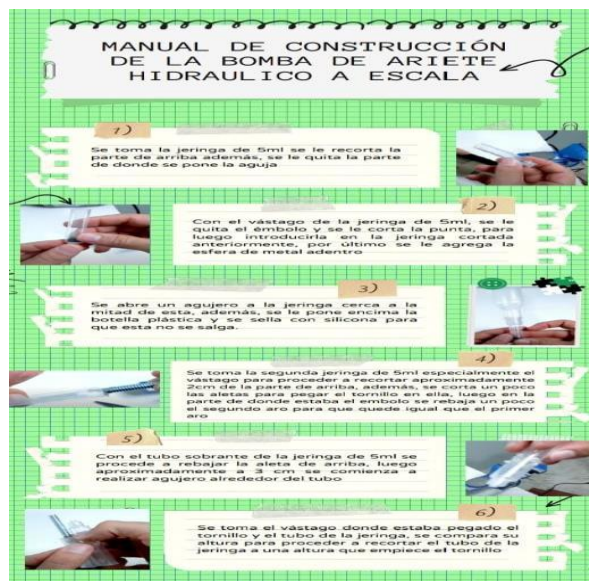 MANUAL DE CONSTRUCCIÓN
DE LA BOMBA DE ARIETE
HIDRAULICO A ESCALA
1)
Se toma la jeringa de 5ml se le recorta la
parte de arriba además, se le quita la parte
de donde se pone la aguja
2)
Con el vástago de la jeringa de 5ml, se le
quita el émbolo y se le corta la punta, para
luego introducirla en la jeringa cortada
anteriormente, por último se le agrega la
esfera de metal adentro
3)
Se abre un agujero a la jeringa cerca a la
mitad de esta, además, se le pone encima la
botella plástica y se sella con silicona para
que esta no se salga.
4)
Se toma la segunda jeringa de 5ml especialmente el
vástago para proceder a recortar aproximadamente
2cm de la parte de arriba, además, se corta un poco
las aletas para pegar el tornillo en ella, luego en la
parte de donde estaba el embolo se rebaja un poco
el segundo aro para que quede igual que el primer
aro
5)
Con el tubo sobrante de la jeringa de 5ml se
procede a rebajar la aleta de arriba, luego
aproximadamente a 3 cm se comienza a
realizar agujero alrededor del tubo
6)
Se toma el vástago donde estaba pegado el
tornillo y el tubo de la jeringa, se compara su
altura para proceder a recortar el tubo de la
jeringa a una altura que empiece el tornillo